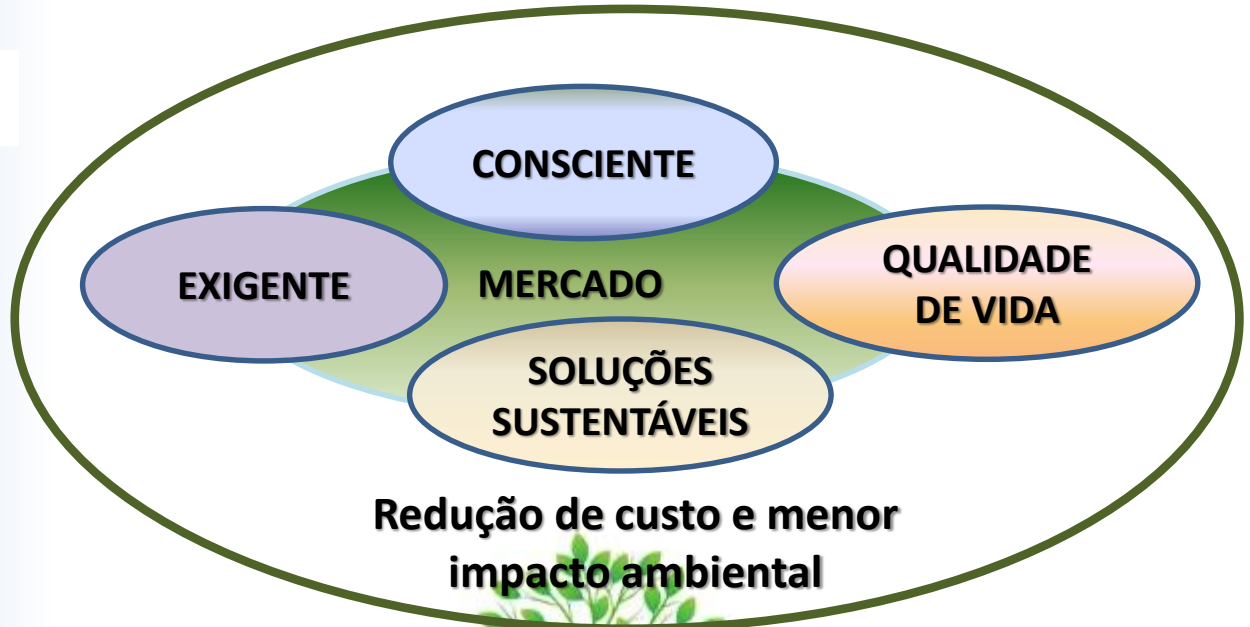 CONSCIENTE
EXIGENTE
MERCADO
QUALIDADE
DE VIDA
SOLUÇÕES
SUSTENTÁVEIS
Redução de custo e menor
impacto ambiental